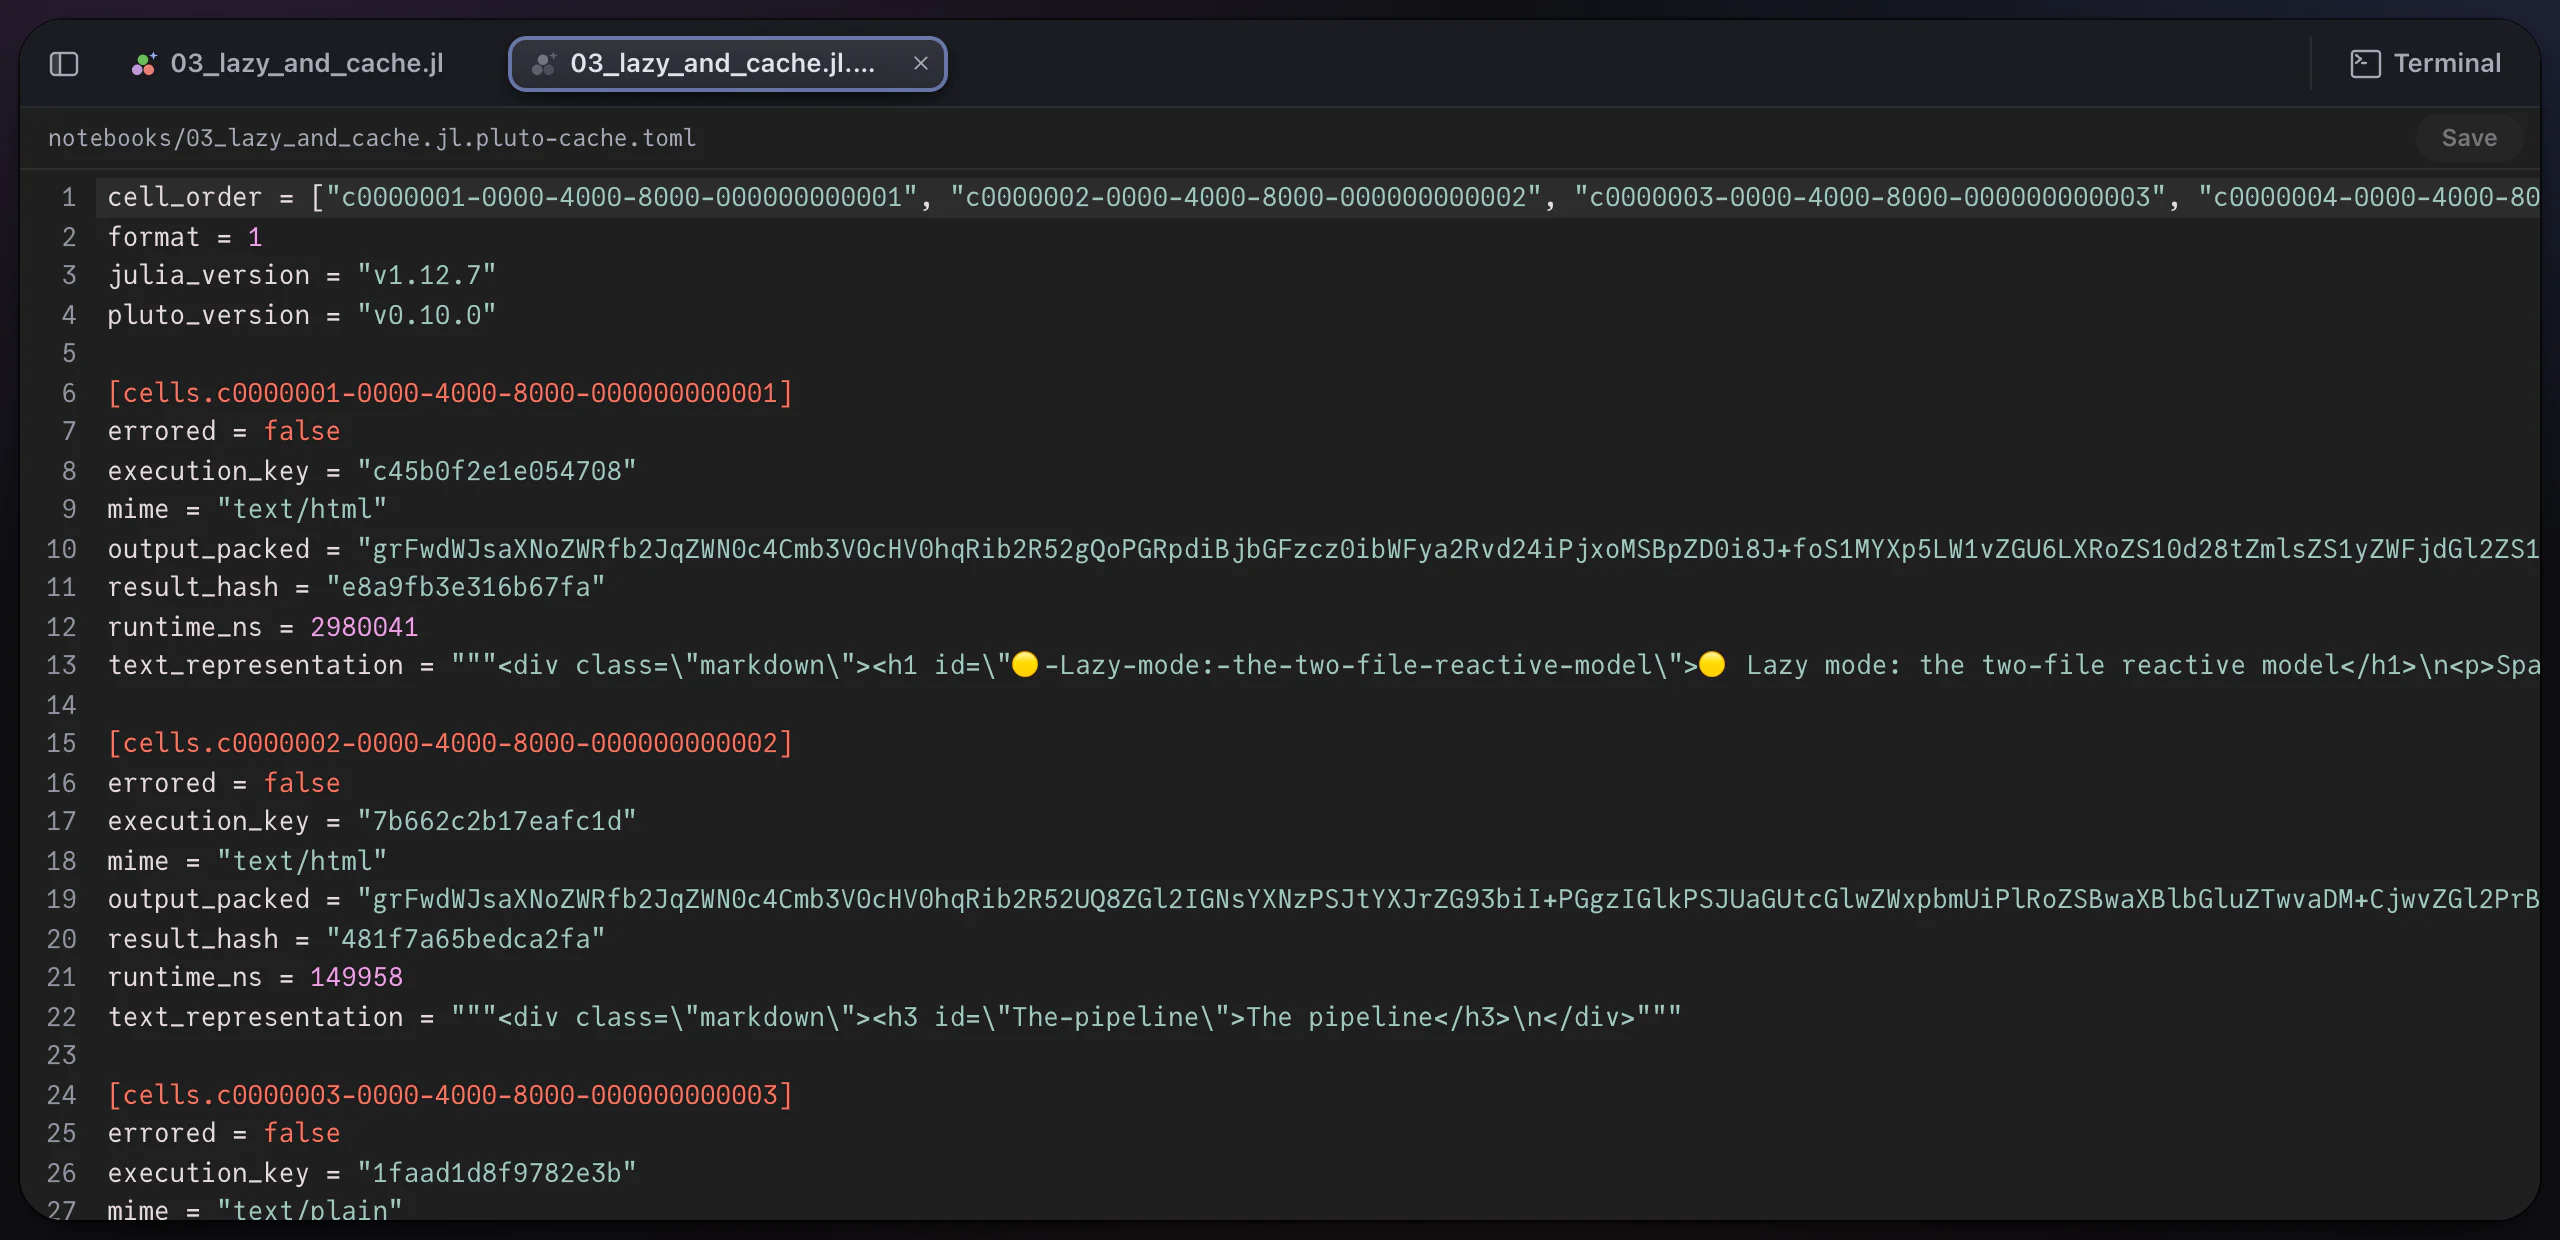 03_lazy_and_cache.jl
03_lazy_and_cache.jl....
Terminal
notebooks/03_lazy_and_cache.jl.pluto-cache.toml
Save
1 cell_order = ["c0000001-0000-4000-8000-000000000001", "c0000002-0000-4000-8000-000000000002", "c0000003-0000-4000-8000-000000000003", "c0000004-0000-4000-80
2 format = 1
3 julia_version = "v1.12.7"
4 pluto_version = "v0.10.0"
5
6 [cells.c0000001-0000-4000-8000-000000000001]
7 errored = false
8 execution_key = "c45b0f2e1e054708"
9 mime = "text/html"
10 output_packed = "grFwdWJsaXNoZWRfb2JqZWN0c4Cmb3V0cHV0hqRib2R52gQoPGRpdiBjbGFzcz0ibWFya2Rvd24iPjxoMSBpZD0i8J+foS1MYXp5LW1vZGU6LXRoZS10d28tZmlsZS1yZWFjdGl2ZS1
11 result_hash = "e8a9fb3e316b67fa"
12 runtime_ns = 2980041
13 text_representation = """<div class=\"markdown\"><h1 id=\"🟡-Lazy-mode:-the-two-file-reactive-model\">🟡 Lazy mode: the two-file reactive model</h1>\n<p>Spa
14
15 [cells.c0000002-0000-4000-8000-000000000002]
16 errored = false
17 execution_key = "7b662c2b17eafc1d"
18 mime = "text/html"
19 output_packed = "grFwdWJsaXNoZWRfb2JqZWN0c4Cmb3V0cHV0hqRib2R52UQ8ZGl2IGNsYXNzPSJtYXJrZG93biI+PGgzIGlkPSJUaGUtcGlwZWxpbmUiPlRoZSBwaXBlbGluZTwvaDM+CjwvZGl2PrB
20 result_hash = "481f7a65bedca2fa"
21 runtime_ns = 149958
22 text_representation = """<div class=\"markdown\"><h3 id=\"The-pipeline\">The pipeline</h3>\n</div>"""
23
24 [cells.c0000003-0000-4000-8000-000000000003]
25 errored = false
26 execution_key = "1faad1d8f9782e3b"
27 mime = "text/plain"